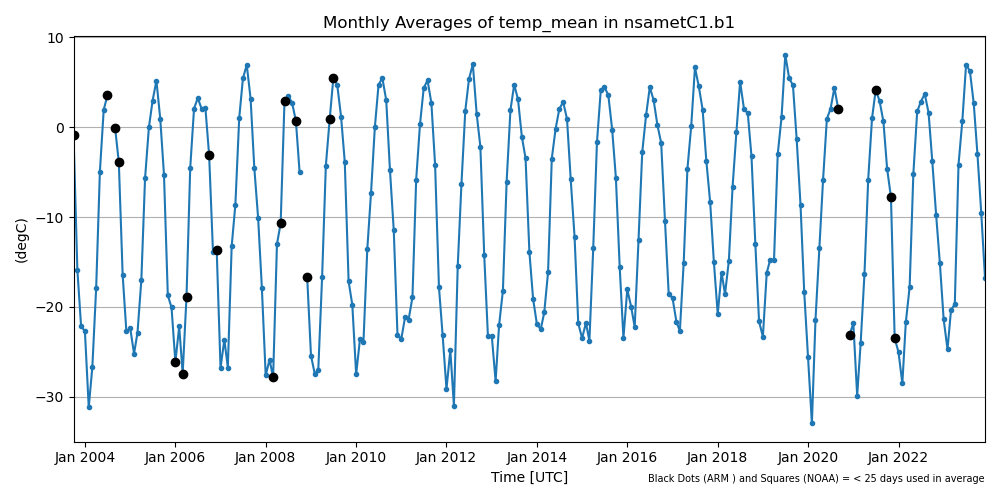 Monthly Averages of temp_mean in nsametC1.b1
10
0
−10
−20
−30
(degC)
Jan 2004 Jan 2006 Jan 2008 Jan 2010 Jan 2012 Jan 2014 Jan 2016 Jan 2018 Jan 2020 Jan 2022
Time [UTC]
Black Dots (ARM ) and Squares (NOAA) = < 25 days used in average